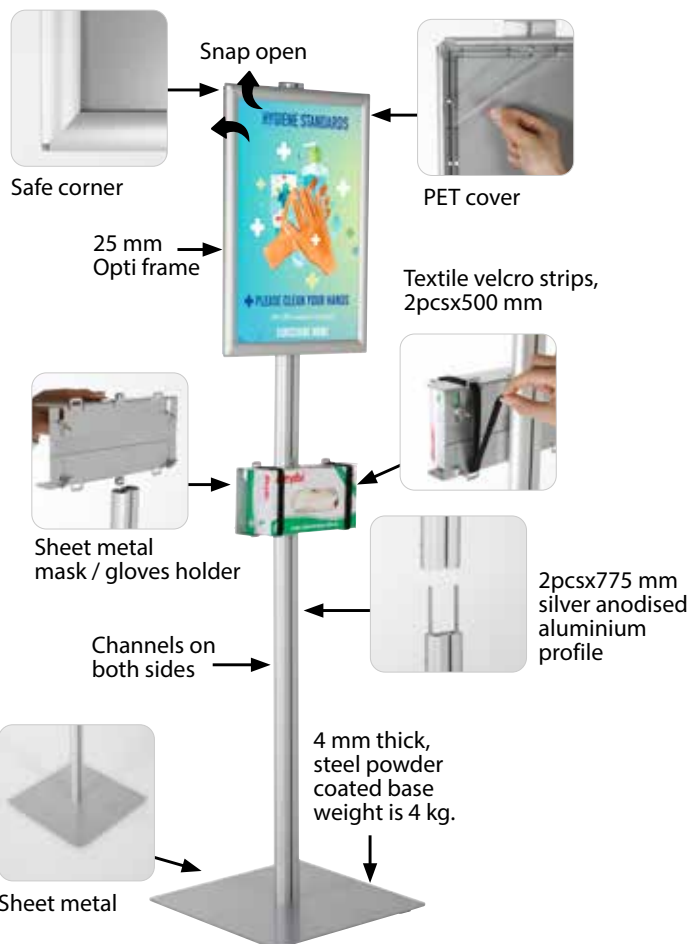 Snap open
HYGIENE STANDARDS
Safe corner
PET cover
25 mm
Opti frame
Textile velcro strips,
2pcsx500 mm
PLEASE CLEAN YOUR HANDS
Sheet metal
mask / gloves holder
2pcsx775 mm
silver anodised
aluminium
profile
Channels on
both sides
4 mm thick,
steel powder
coated base
weight is 4 kg.
Sheet metal